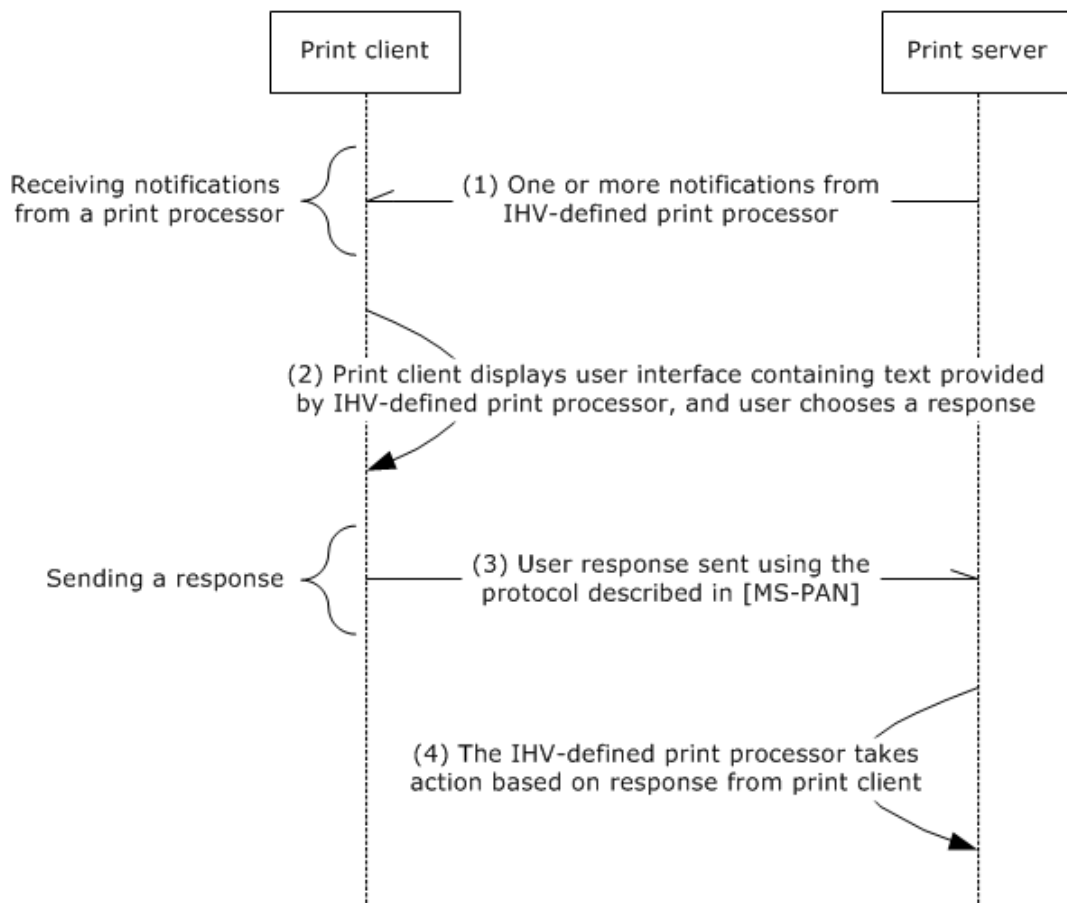 Print client
Print server
Receiving notifications
from a print processor
(1) One or more notifications from
IHV-defined print processor
(2) Print client displays user interface containing text provided
by IHV-defined print processor, and user chooses a response
Sending a response
(3) User response sent using the
protocol described in [MS-PAN]
(4) The IHV-defined print processor takes
action based on response from print client